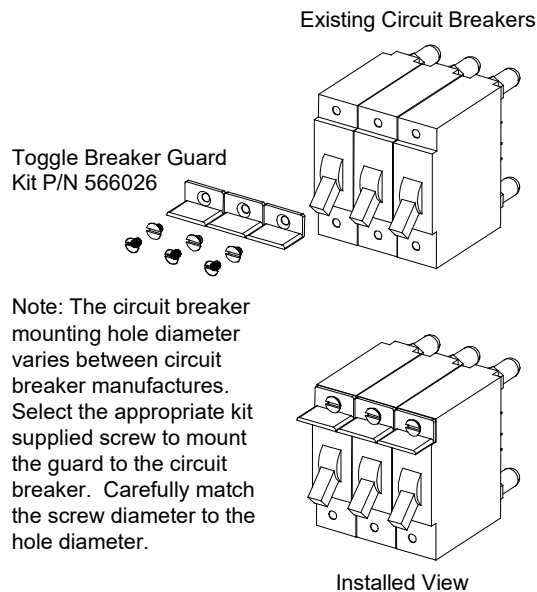 Existing Circuit Breakers
Toggle Breaker Guard
Kit P/N 566026
Note: The circuit breaker
mounting hole diameter
varies between circuit
breaker manufactures.
Select the appropriate kit
supplied screw to mount
the guard to the circuit
breaker.  Carefully match
the screw diameter to the
hole diameter.
Installed View